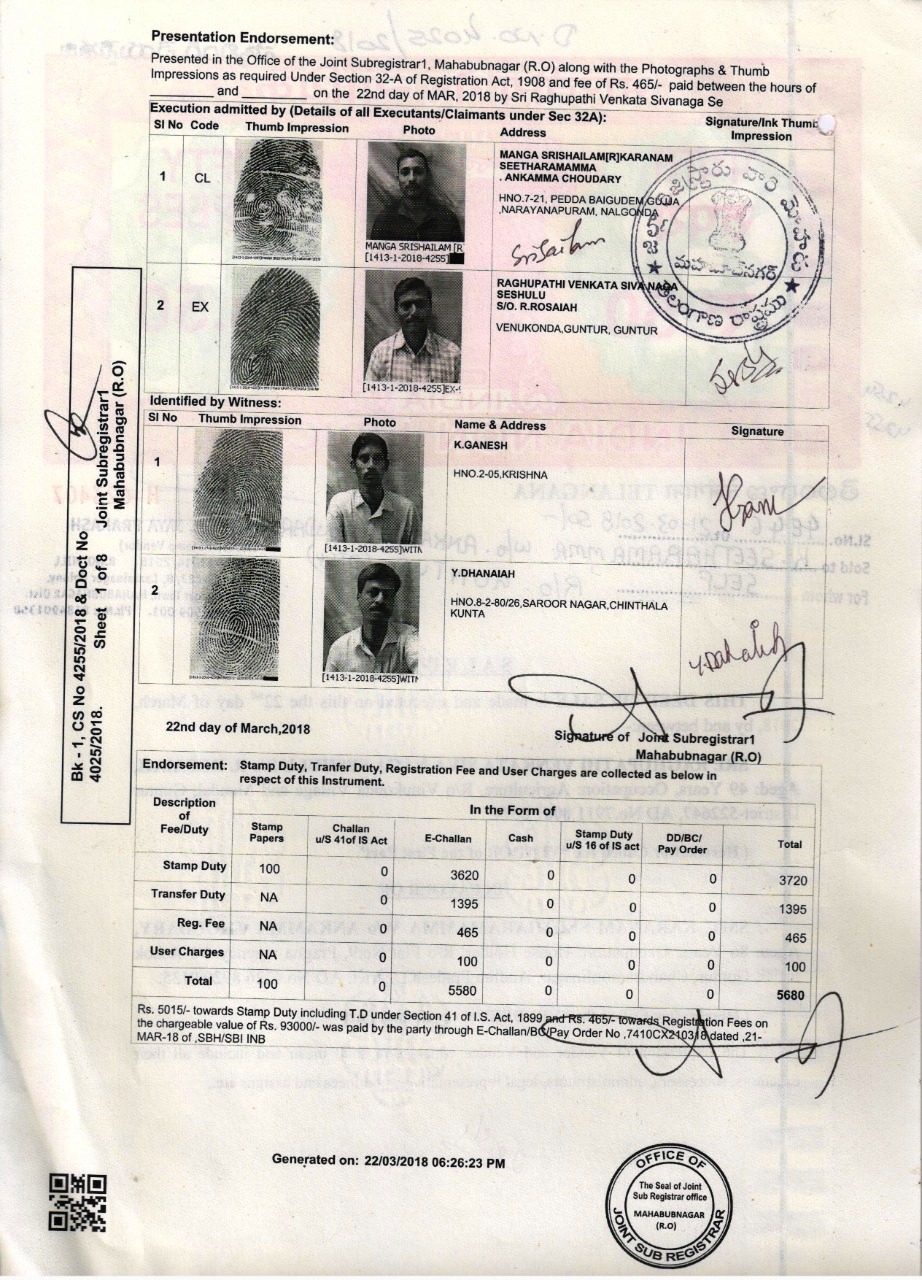 D no 4025/2018
Presentation Endorsement:
Presented in the Office of the Joint Subregistrar1, Mahabubnagar (R.O) along with the Photographs & Thumb
Impressions as required Under Section 32-A of Registration Act, 1908 and fee of Rs. 465/- paid between the hours of
________ and ________ on the 22nd day of MAR, 2018 by Sri Raghupathi Venkata Sivanaga Se
Execution admitted by (Details of all Executants/Claimants under Sec 32A):
Sl No Code Thumb Impression Photo Address Signature/Ink Thumb Impression
1 CL
MANGA SRISHAILAM[R]KARANAM
SEETHARAMAMMA
. ANKAMMA CHOUDARY
HNO.7-21, PEDDA BAIGUDEM,GUJJA
,NARAYANAPURAM, NALGONDA
Srisailam
MANGA SRISHAILAM [R
[1413-1-2018-4255]
మహబూబ్‌నగర్
తెలంగాణ రాష్ట్రము
2 EX
RAGHUPATHI VENKATA SIVA NAGA
SESHULU
S/O. R.ROSAIAH
VENUKONDA,GUNTUR, GUNTUR
[1413-1-2018-4255]EX-
Identified by Witness:
Sl No Thumb Impression Photo Name & Address Signature
1
K.GANESH
HNO.2-05,KRISHNA
[1413-1-2018-4255]WITN
2
Y.DHANAIAH
HNO.8-2-80/26,SAROOR NAGAR,CHINTHALA
KUNTA
[1413-1-2018-4255]WITN
22nd day of March,2018
Signature of Joint Subregistrar1
Mahabubnagar (R.O)
Bk - 1, CS No 4255/2018 & Doct No
4025/2018. Sheet 1 of 8 Joint Subregistrar1
Mahabubnagar (R.O)
Endorsement: Stamp Duty, Tranfer Duty, Registration Fee and User Charges are collected as below in
respect of this Instrument.
Description of Fee/Duty In the Form of
Stamp Papers Challan u/S 41of IS Act E-Challan Cash Stamp Duty u/S 16 of IS act DD/BC/ Pay Order Total
Stamp Duty 100 0 3620 0 0 0 3720
Transfer Duty NA 0 1395 0 0 0 1395
Reg. Fee NA 0 465 0 0 0 465
User Charges NA 0 100 0 0 0 100
Total 100 0 5580 0 0 0 5680
Rs. 5015/- towards Stamp Duty including T.D under Section 41 of I.S. Act, 1899 and Rs. 465/- towards Registration Fees on
the chargeable value of Rs. 93000/- was paid by the party through E-Challan/BC/Pay Order No ,7410CX210318 dated ,21-
MAR-18 of ,SBH/SBI INB
Generated on: 22/03/2018 06:26:23 PM
OFFICE OF
The Seal of Joint
Sub Registrar office
MAHABUBNAGAR
(R.O)
JOINT SUB REGISTRAR